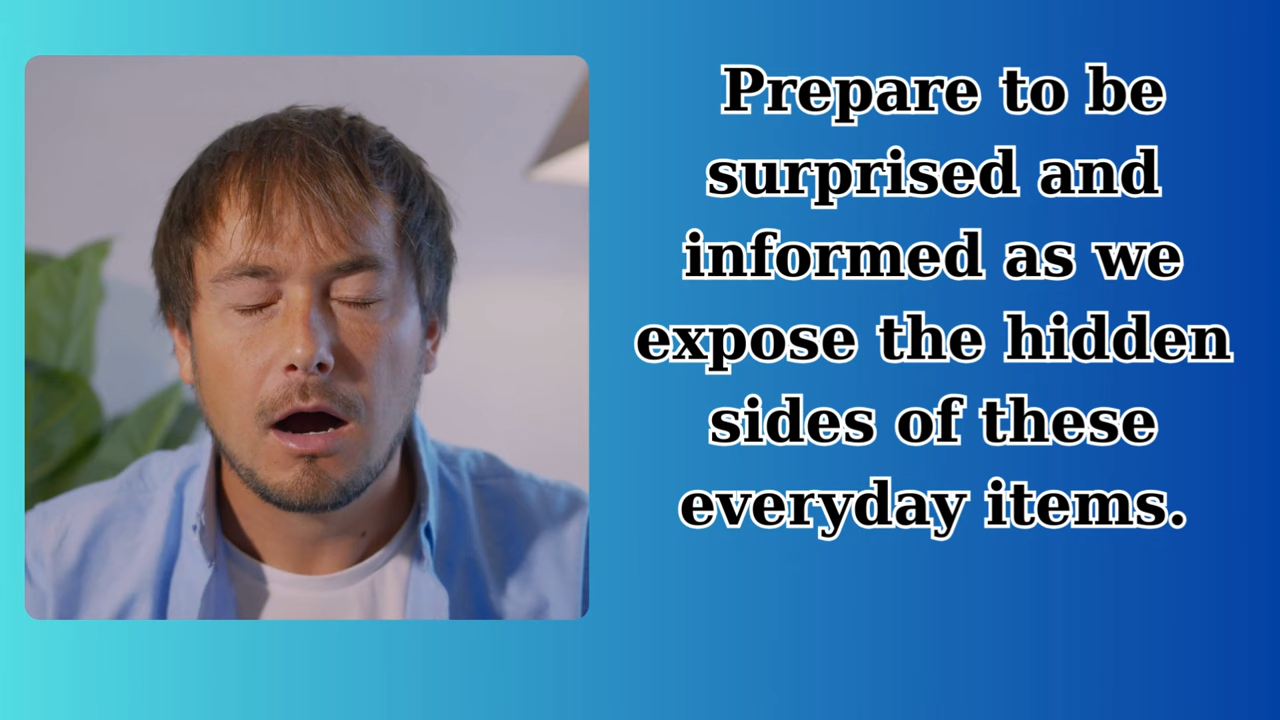 Prepare to be
surprised and
informed as we
expose the hidden
sides of these
everyday items.